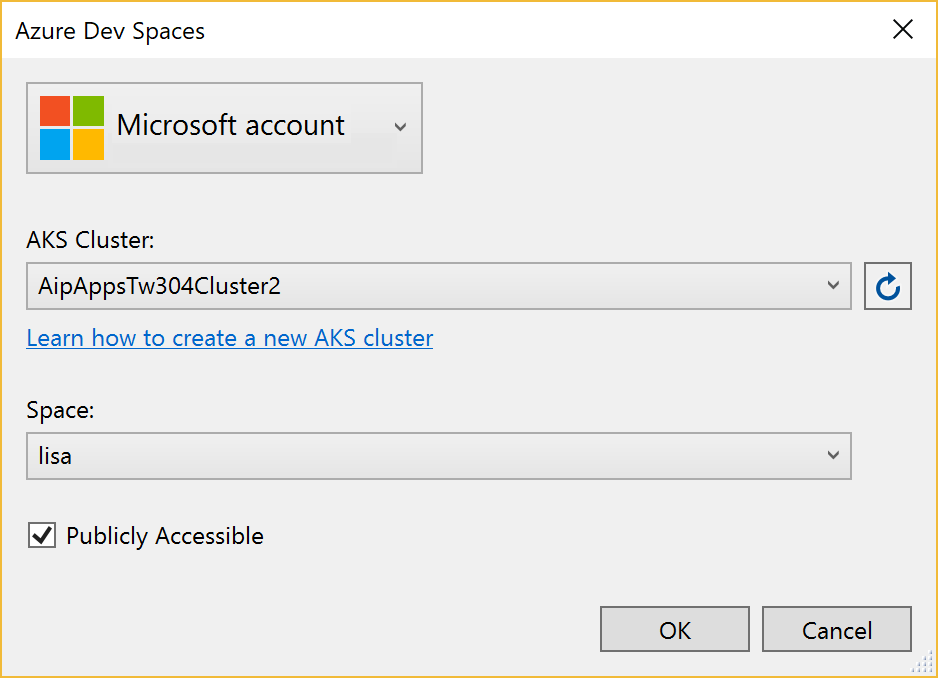 Azure Dev Spaces
Microsoft account
AKS Cluster:
AipAppsTw304Cluster2
Learn how to create a new AKS cluster
Space:
lisa
Publicly Accessible
OK
Cancel